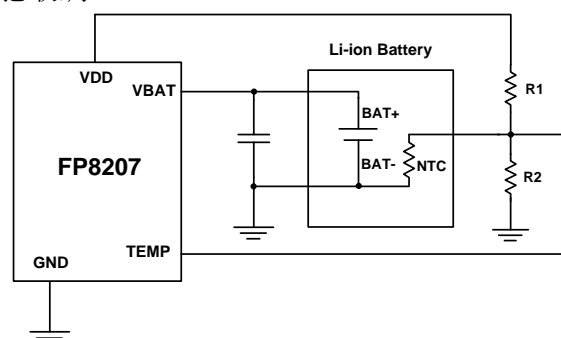 Li-ion Battery
VDD
VBAT
R1
BAT+
FP8207
BAT-
NTC
R2
TEMP
GND